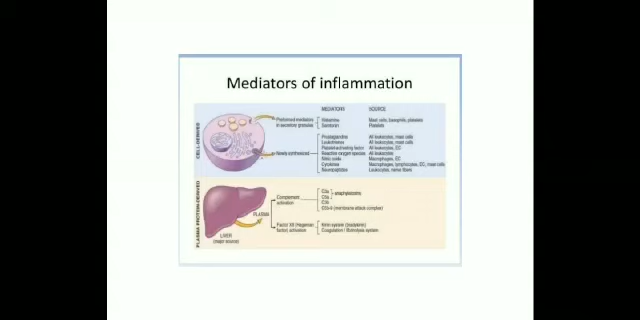 Mediators of inflammation
MEDIATORS SOURCE
Preformed mediators in secretory granules
Histamine Mast cells, basophils, platelets
Serotonin Platelets
CELL-DERIVED
Newly synthesized
Prostaglandins All leukocytes, mast cells
Leukotrienes All leukocytes, mast cells
Platelet-activating factor All leukocytes, EC
Reactive oxygen species All leukocytes
Nitric oxide Macrophages, EC
Cytokines Macrophages, lymphocytes, EC, mast cells
Neuropeptides Leukocytes, nerve fibers
PLASMA PROTEIN-DERIVED
LIVER
(major source)
PLASMA
Complement
activation
C3a
C5a
anaphylatoxins
C3b
C5b-9 (membrane attack complex)
Factor XII (Hageman
factor) activation
Kinin system (bradykinin)
Coagulation / fibrinolysis system